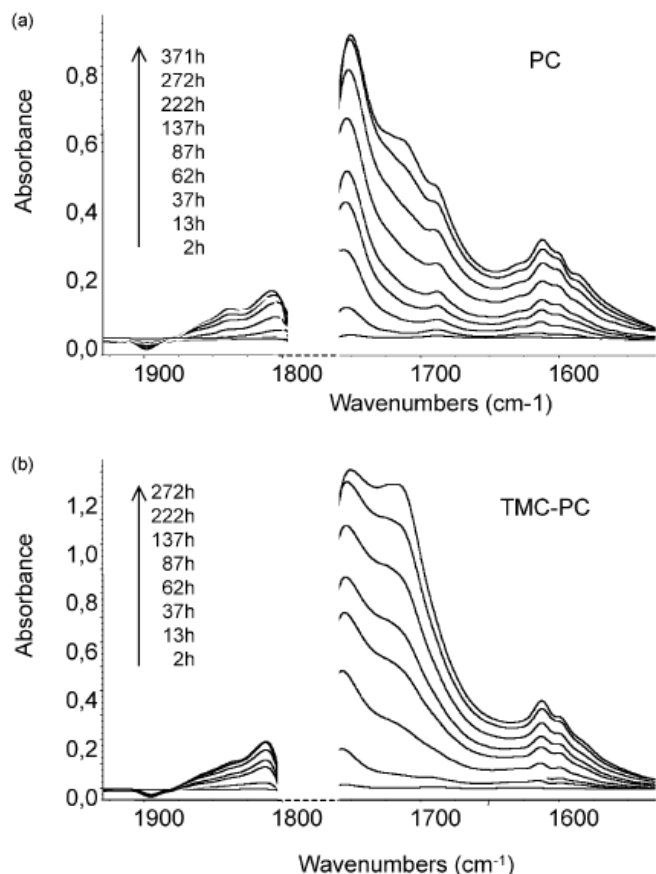 (a)
PC
371h
272h
222h
137h
87h
62h
37h
13h
2h
Absorbance
0,8
0,6
0,4
0,2
0,0
1900 1800 1700 1600
Wavenumbers (cm-1)
(b)
TMC-PC
272h
222h
137h
87h
62h
37h
13h
2h
Absorbance
1,2
1,0
0,8
0,6
0,4
0,2
0,0
1900 1800 1700 1600
Wavenumbers (cm⁻¹)